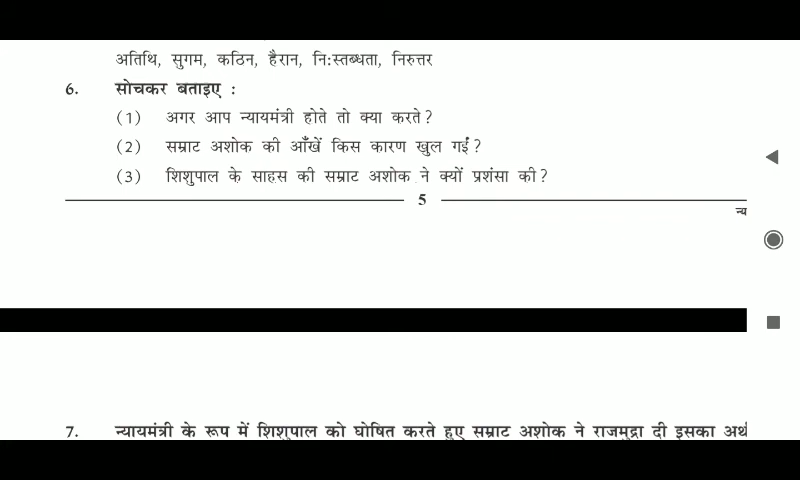 अतिथि, सुगम, कठिन, हैरान, नि:स्तब्धता, निरुत्तर
6. सोचकर बताइए :
(1) अगर आप न्यायमंत्री होते तो क्या करते?
(2) सम्राट अशोक की आँखें किस कारण खुल गईं?
(3) शिशुपाल के साहस की सम्राट अशोक ने क्यों प्रशंसा की?
5
न्य
7. न्यायमंत्री के रूप में शिशुपाल को घोषित करते हुए सम्राट अशोक ने राजमुद्रा दी इसका अर्थ